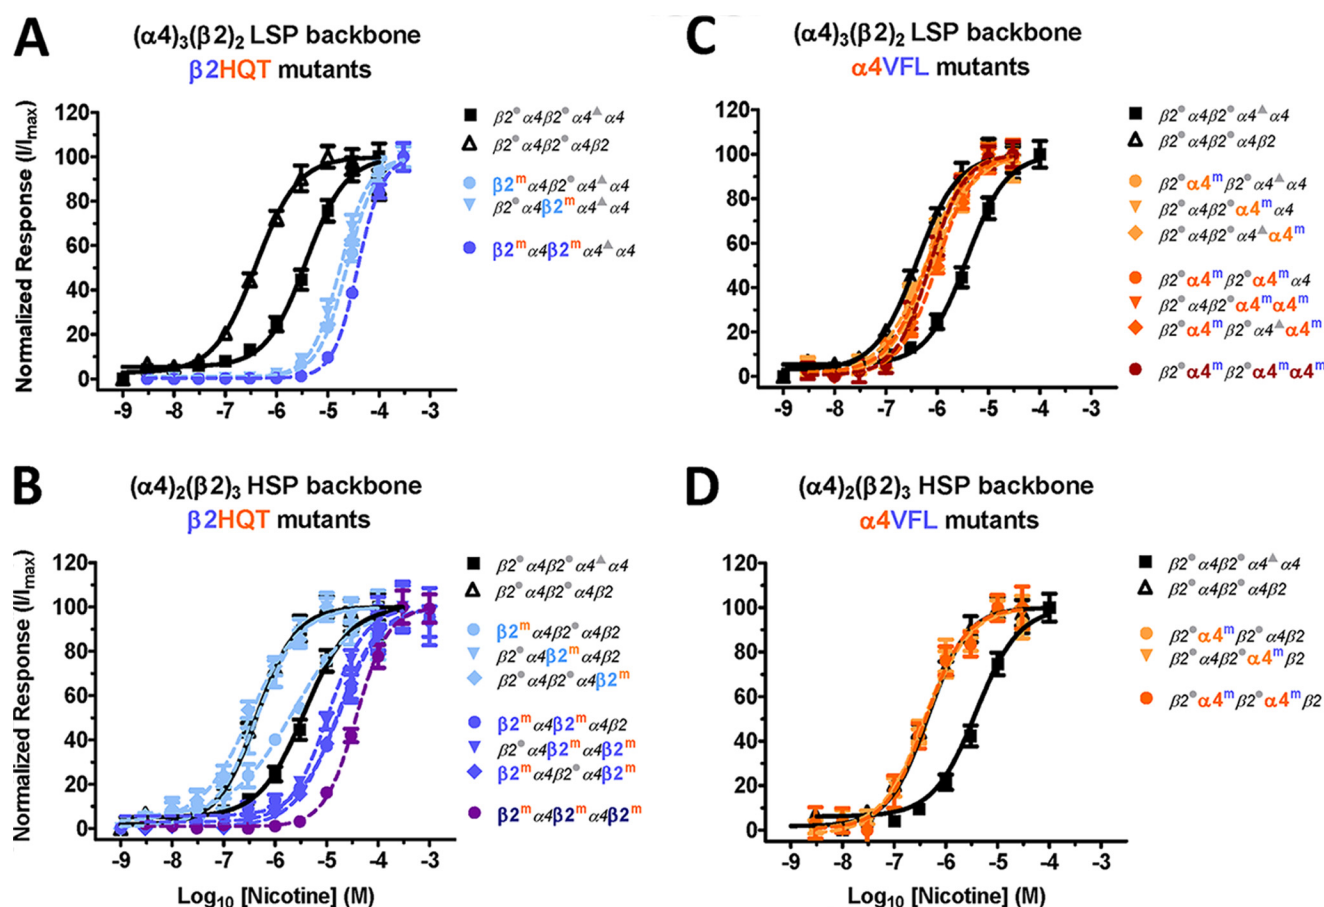 A
(α4)₃(β2)₂ LSP backbone
β2HQT mutants
Normalized Response (I/Imax)
120
100
80
60
40
20
0
-9 -8 -7 -6 -5 -4 -3
β2●α4β2●α4▲α4
β2●α4β2●α4β2
β2ᵐα4β2●α4▲α4
β2●α4β2ᵐα4▲α4
β2ᵐα4β2ᵐα4▲α4
C
(α4)₃(β2)₂ LSP backbone
α4VFL mutants
120
100
80
60
40
20
0
-9 -8 -7 -6 -5 -4 -3
β2●α4β2●α4▲α4
β2●α4β2●α4β2
β2●α4ᵐβ2●α4▲α4
β2●α4β2●α4ᵐα4
β2●α4β2●α4▲α4ᵐ
β2●α4ᵐβ2●α4ᵐα4
β2●α4β2●α4ᵐα4ᵐ
β2●α4ᵐβ2●α4▲α4ᵐ
β2●α4ᵐβ2●α4ᵐα4ᵐ
B
(α4)₂(β2)₃ HSP backbone
β2HQT mutants
Normalized Response (I/Imax)
120
100
80
60
40
20
0
-9 -8 -7 -6 -5 -4 -3
Log₁₀ [Nicotine] (M)
β2●α4β2●α4▲α4
β2●α4β2●α4β2
β2ᵐα4β2●α4β2
β2●α4β2ᵐα4β2
β2●α4β2●α4β2ᵐ
β2ᵐα4β2ᵐα4β2
β2●α4β2ᵐα4β2ᵐ
β2ᵐα4β2●α4β2ᵐ
β2ᵐα4β2ᵐα4β2ᵐ
D
(α4)₂(β2)₃ HSP backbone
α4VFL mutants
120
100
80
60
40
20
0
-9 -8 -7 -6 -5 -4 -3
Log₁₀ [Nicotine] (M)
β2●α4β2●α4▲α4
β2●α4β2●α4β2
β2●α4ᵐβ2●α4β2
β2●α4β2●α4ᵐβ2
β2●α4ᵐβ2●α4ᵐβ2